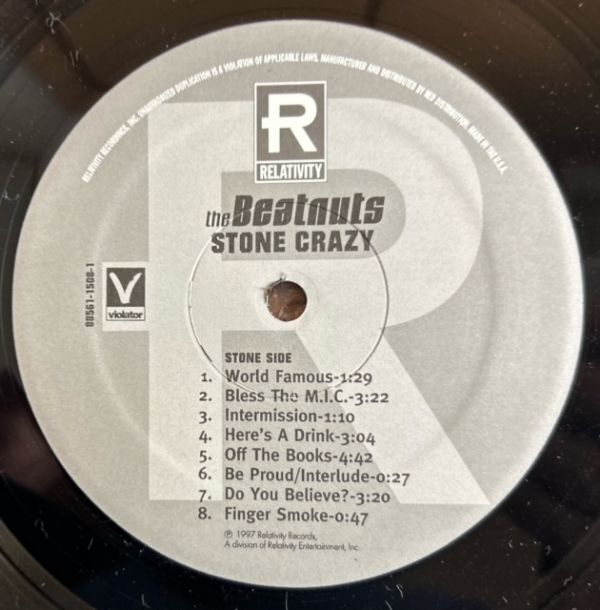 RELATIVITY RECORDINGS, INC. UNAUTHORIZED DUPLICATION IS A VIOLATION OF APPLICABLE LAWS. MANUFACTURED AND DISTRIBUTED BY RED DISTRIBUTION. MADE IN THE U.S.A.
R
RELATIVITY
the Beatnuts
STONE CRAZY
88561-1508-1
V
violator
STONE SIDE
1. World Famous-1:29
2. Bless The M.I.C.-3:22
3. Intermission-1:10
4. Here's A Drink-3:04
5. Off The Books-4:42
6. Be Proud/Interlude-0:27
7. Do You Believe?-3:20
8. Finger Smoke-0:47
℗ 1997 Relativity Records,
A division of Relativity Entertainment, Inc.